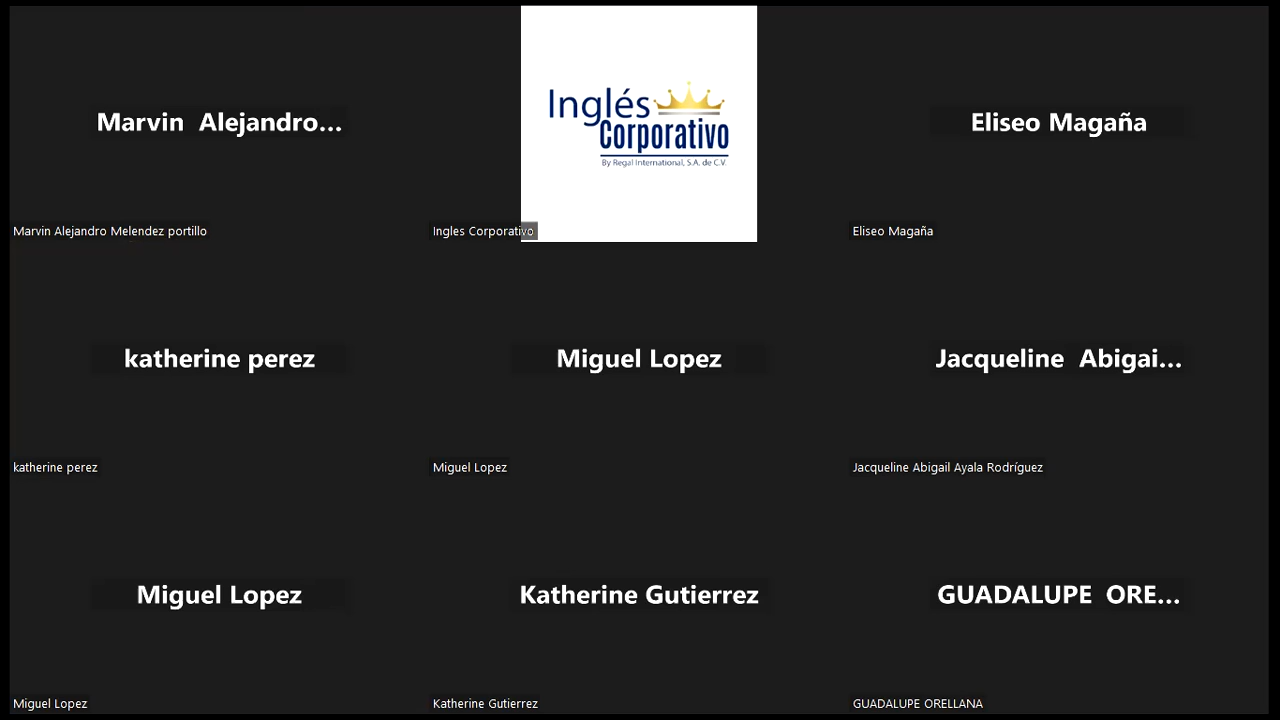 Marvin  Alejandro...
Inglés
Corporativo
By Regal International, S.A. de C.V.
Eliseo Magaña
Marvin Alejandro Melendez portillo
Ingles Corporativo
Eliseo Magaña
katherine perez
Miguel Lopez
Jacqueline  Abigai...
katherine perez
Miguel Lopez
Jacqueline Abigail Ayala Rodríguez
Miguel Lopez
Katherine Gutierrez
GUADALUPE  ORE...
Miguel Lopez
Katherine Gutierrez
GUADALUPE ORELLANA